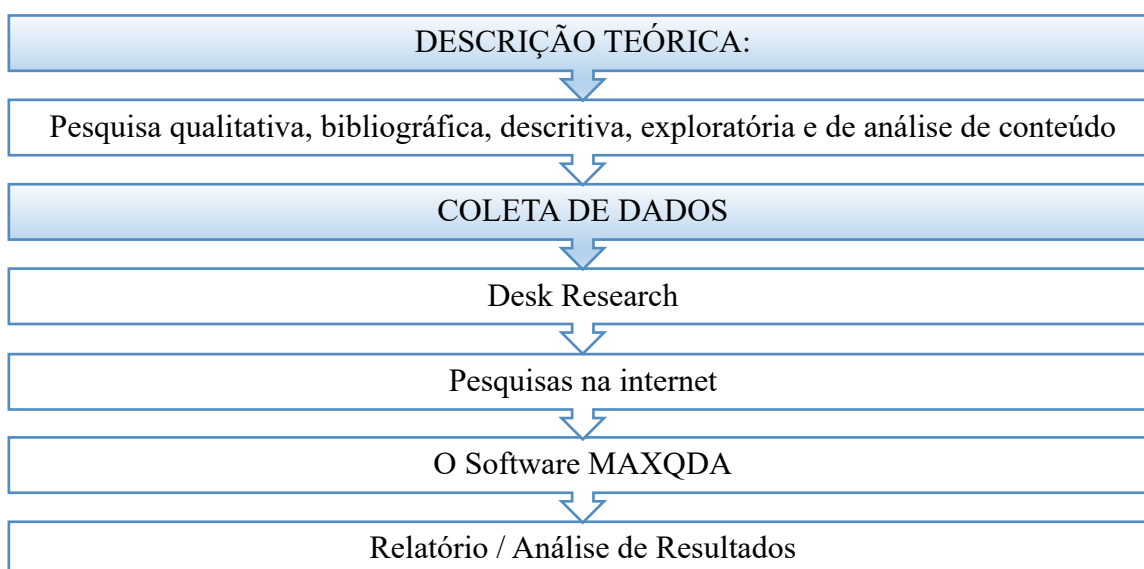 DESCRIÇÃO TEÓRICA:
Pesquisa qualitativa, bibliográfica, descritiva, exploratória e de análise de conteúdo
COLETA DE DADOS
Desk Research
Pesquisas na internet
O Software MAXQDA
Relatório / Análise de Resultados